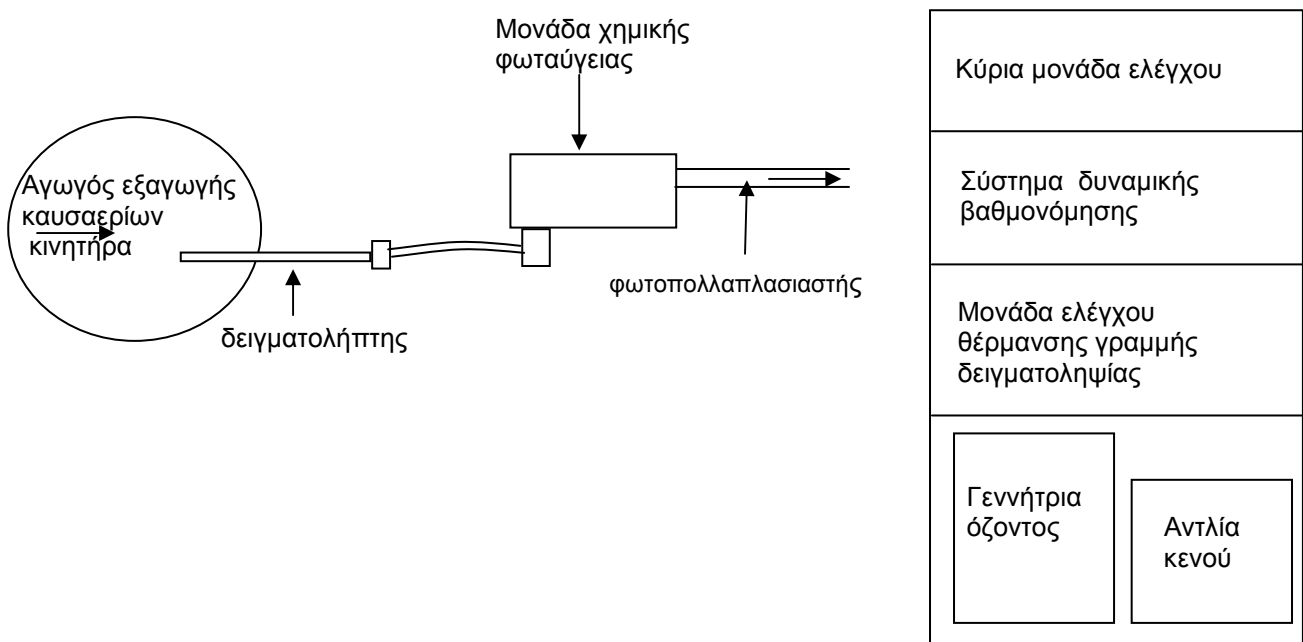 Μονάδα χημικής
φωταύγειας
Αγωγός εξαγωγής
καυσαερίων
κινητήρα
δειγματολήπτης
φωτοπολλαπλασιαστής
Κύρια μονάδα ελέγχου
Σύστημα δυναμικής
βαθμονόμησης
Μονάδα ελέγχου
θέρμανσης γραμμής
δειγματοληψίας
Γεννήτρια
όζοντος
Αντλία
κενού